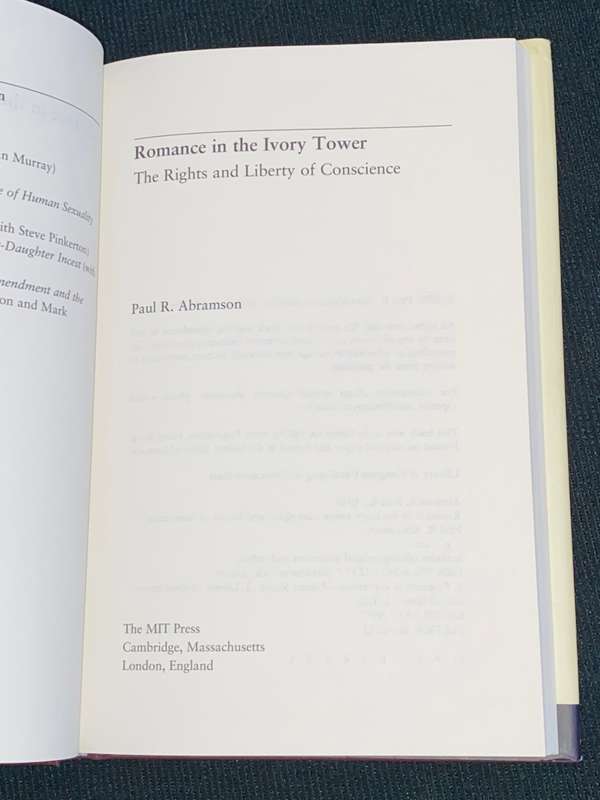 n
n Murray)
e of Human Sexuality
ith Steve Pinkerton)
r-Daughter Incest (with
mendment and the
on and Mark
Romance in the Ivory Tower
The Rights and Liberty of Conscience
Paul R. Abramson
The MIT Press
Cambridge, Massachusetts
London, England